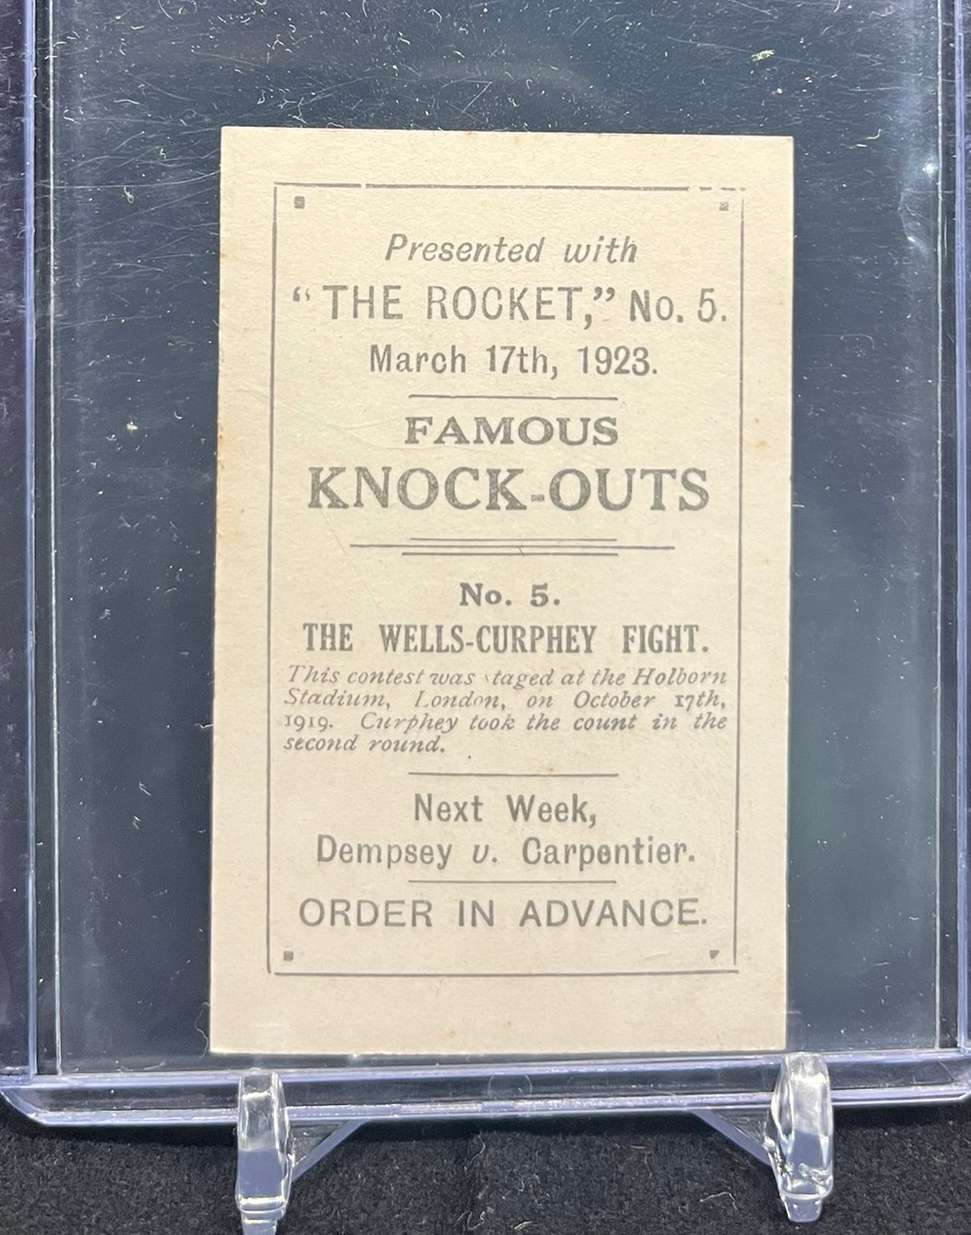 Presented with
“THE ROCKET,” No. 5.
March 17th, 1923.
FAMOUS
KNOCK-OUTS
No. 5.
THE WELLS-CURPHEY FIGHT.
This contest was staged at the Holborn
Stadium, London, on October 17th,
1919. Curphey took the count in the
second round.
Next Week,
Dempsey v. Carpentier.
ORDER IN ADVANCE.